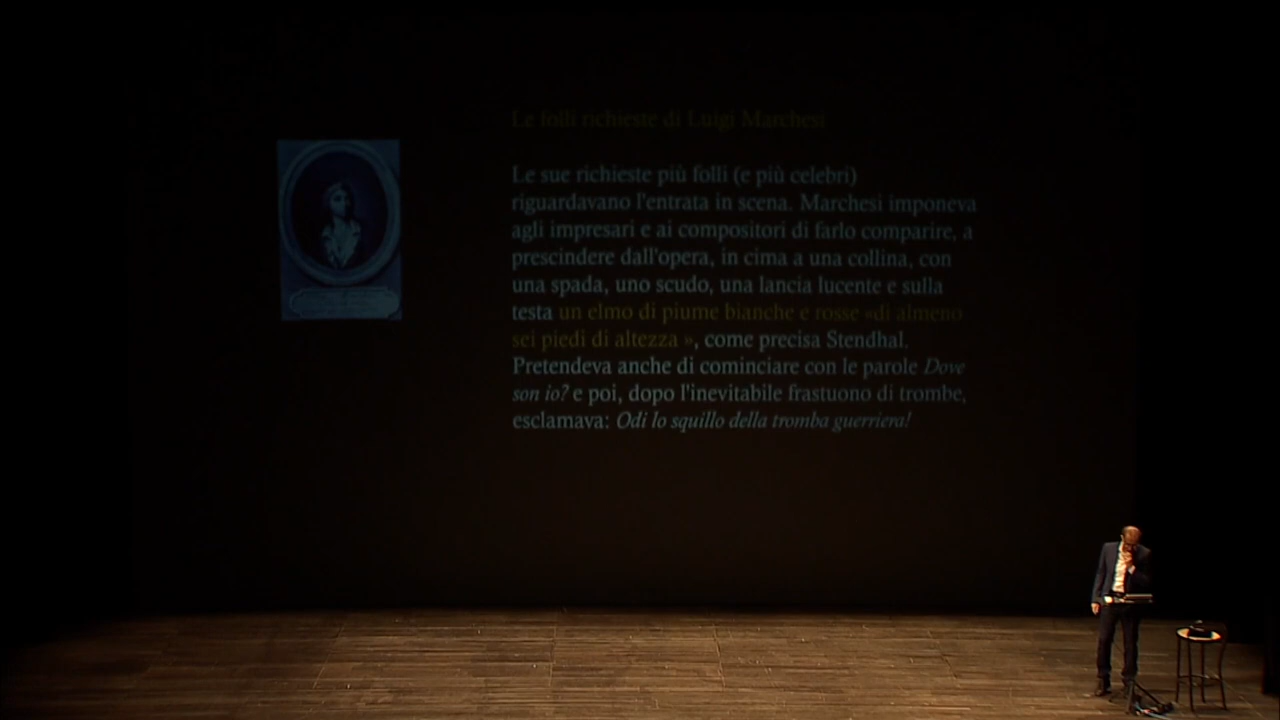 Le folli richieste di Luigi Marchesi
Le sue richieste più folli (e più celebri)
riguardavano l'entrata in scena. Marchesi imponeva
agli impresari e ai compositori di farlo comparire, a
prescindere dall'opera, in cima a una collina, con
una spada, uno scudo, una lancia lucente e sulla
testa un elmo di piume bianche e rosse «di almeno
sei piedi di altezza », come precisa Stendhal.
Pretendeva anche di cominciare con le parole Dove
son io? e poi, dopo l'inevitabile frastuono di trombe,
esclamava: Odi lo squillo della tromba guerriera!